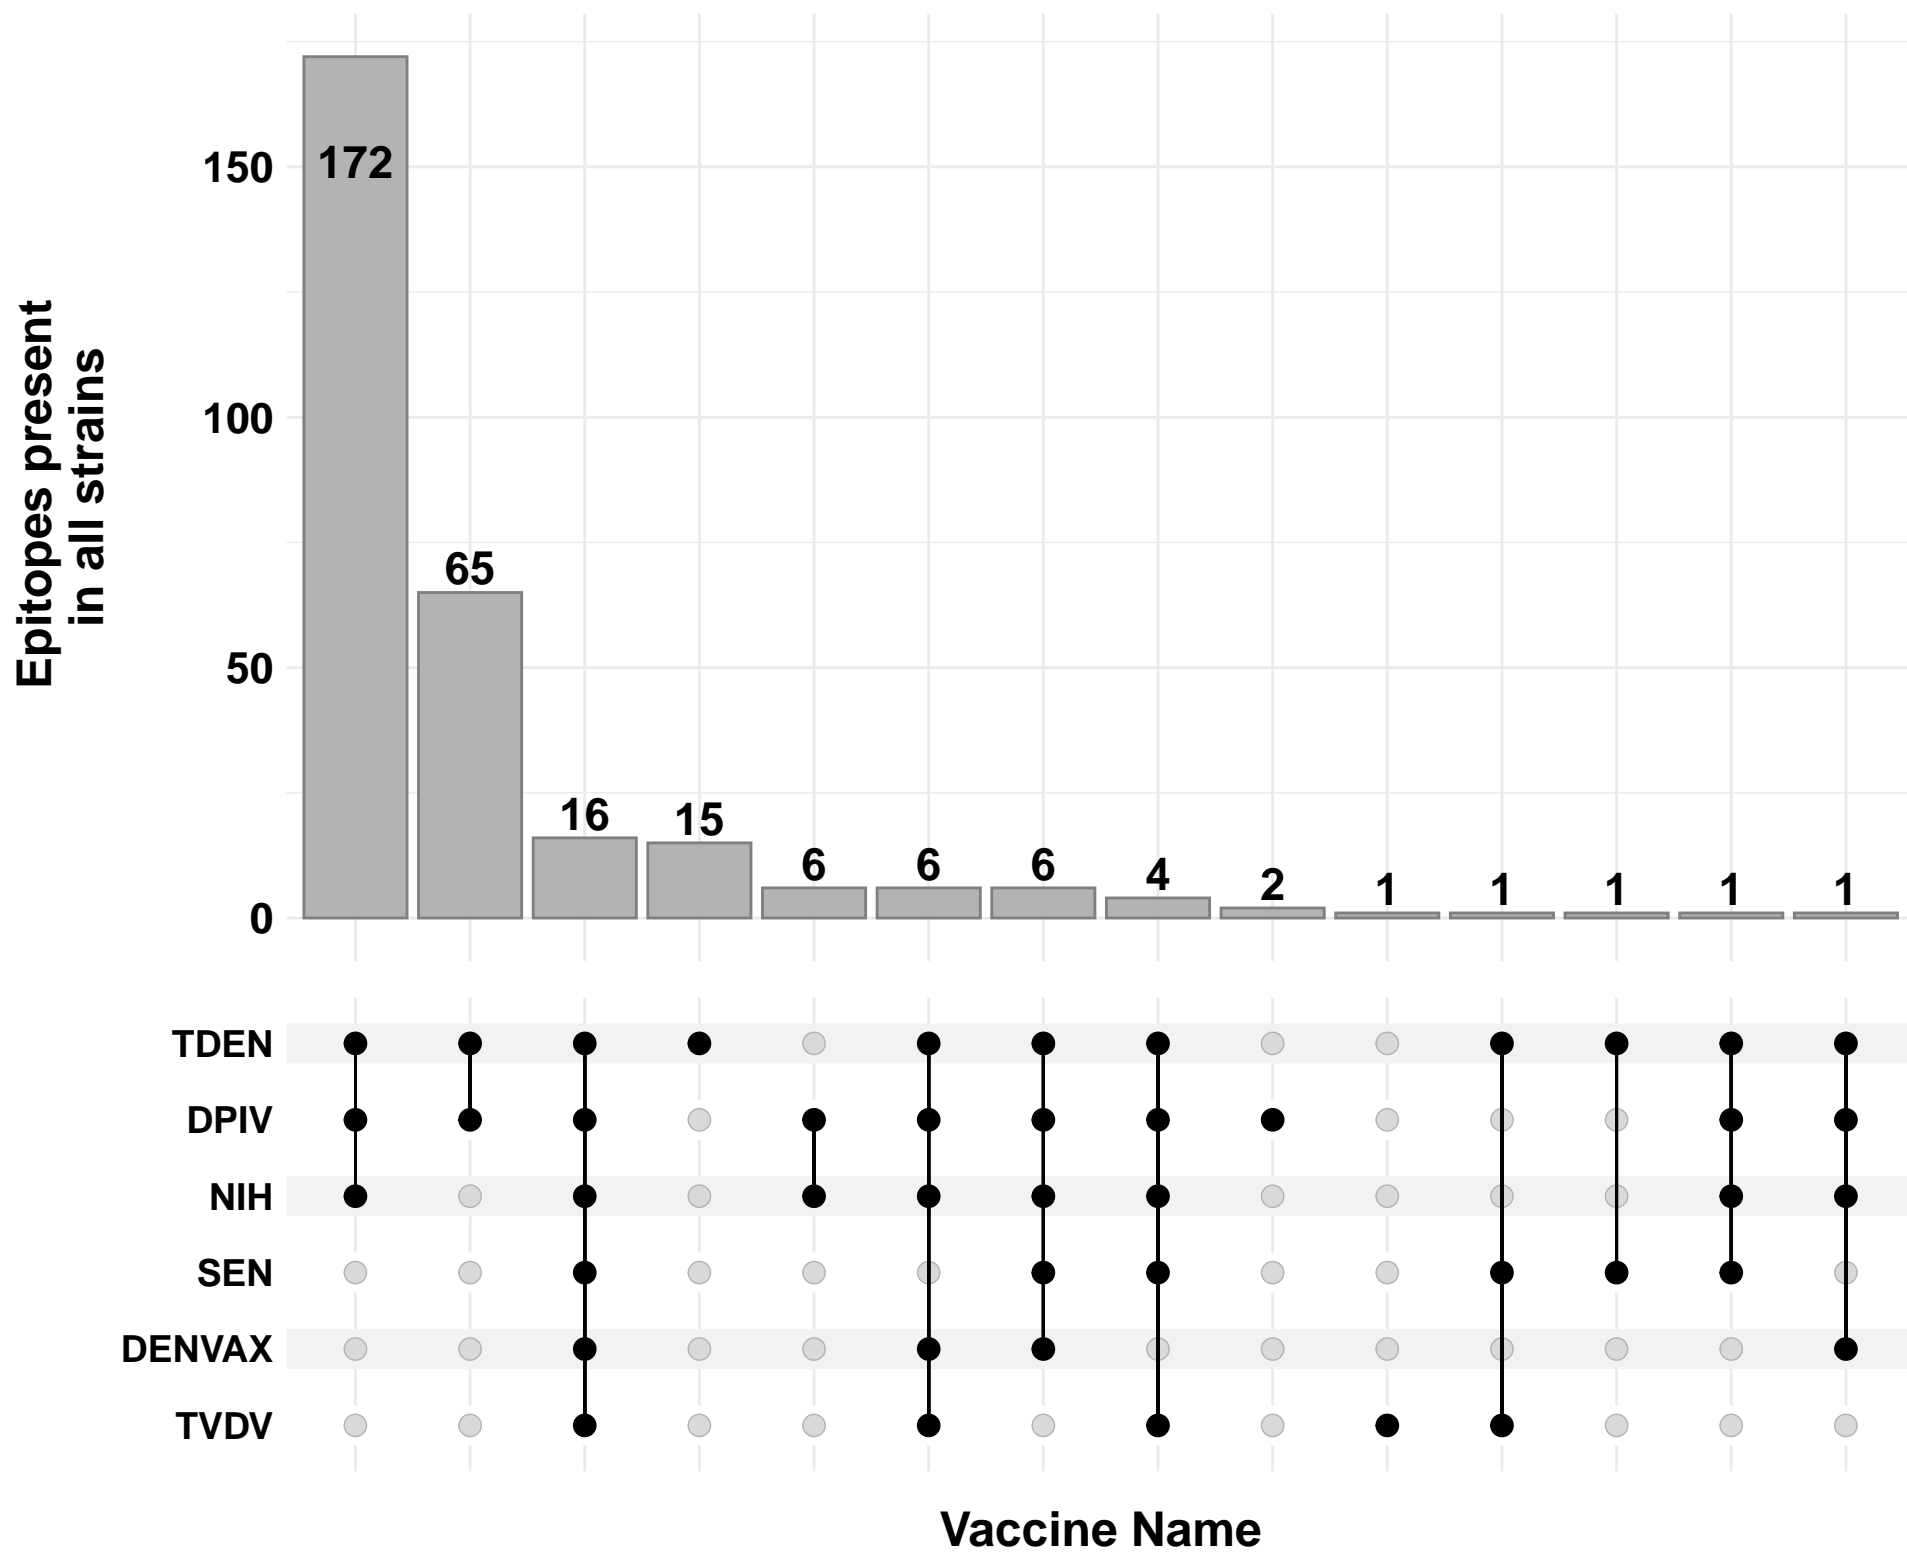 Epitopes present
in all strains
150
100
50
0
172
65
16
15
6
6
6
4
2
1
1
1
1
1
TDEN
DPIV
NIH
SEN
DENVAX
TVDV
Vaccine Name